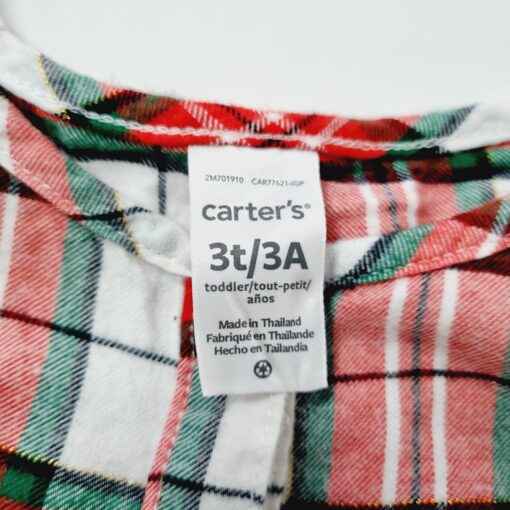 2M701910 CAR77621-IGP
carter's®
3t/3A
toddler/tout-petit/
años
Made in Thailand
Fabriqué en Thaïlande
Hecho en Tailandia